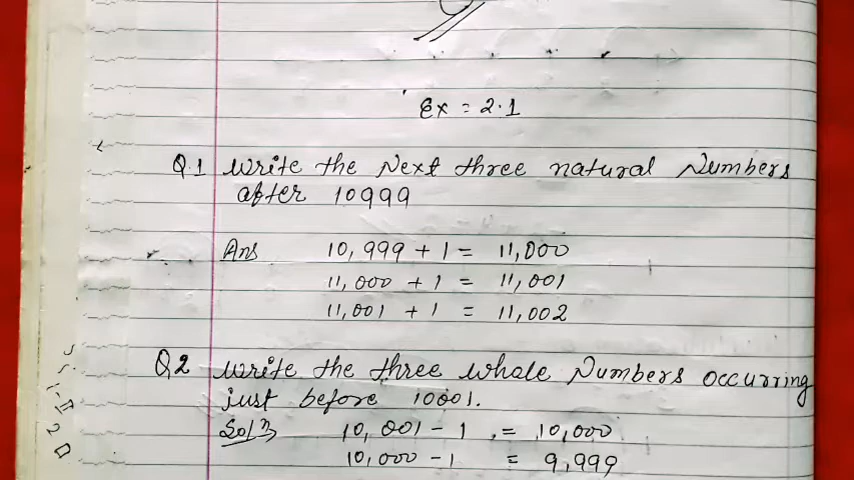 Ex = 2.1
Q.1 Write the Next three natural Numbers
after 10999
Ans 10,999 + 1 = 11,000
11,000 + 1 = 11,001
11,001 + 1 = 11,002
Q2 Write the three whole Numbers occurring
just before 10001.
Soln 10,001 - 1 = 10,000
10,000 - 1 = 9,999